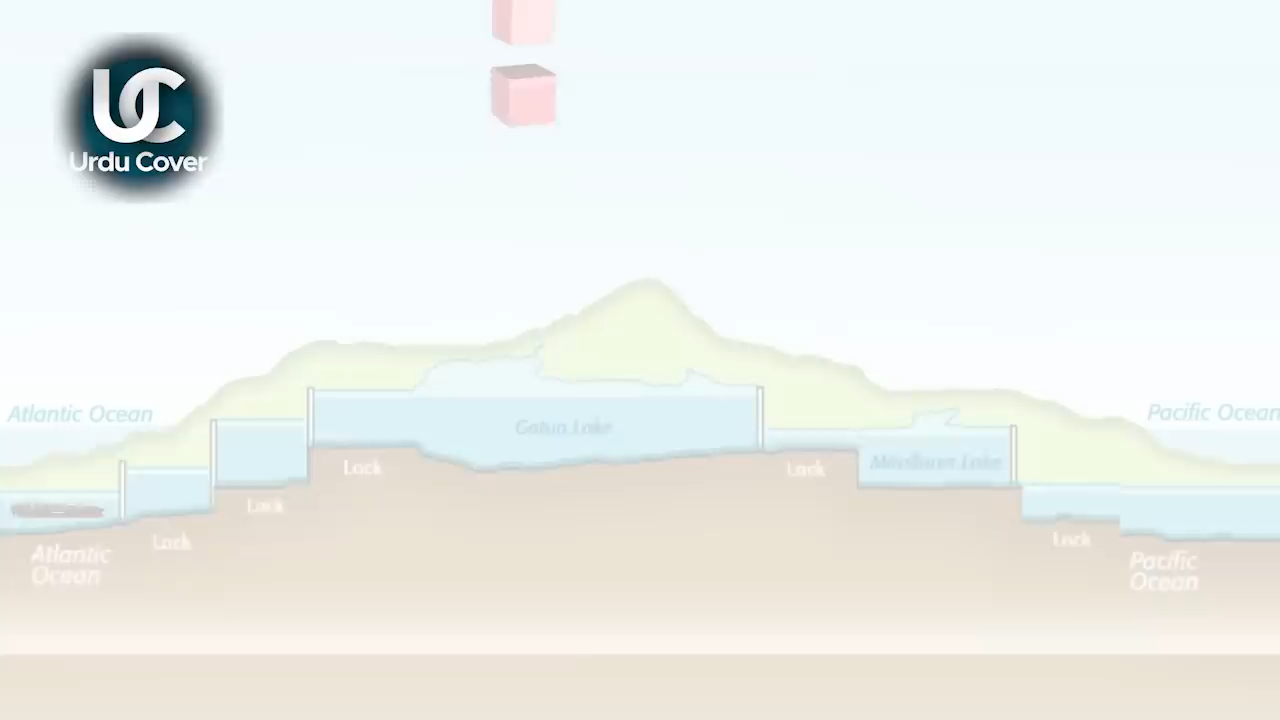 UC
Urdu Cover
Atlantic Ocean
Pacific Ocean
Gatun Lake
Miraflores Lake
Lock
Lock
Lock
Lock
Lock
Atlantic
Ocean
Pacific
Ocean